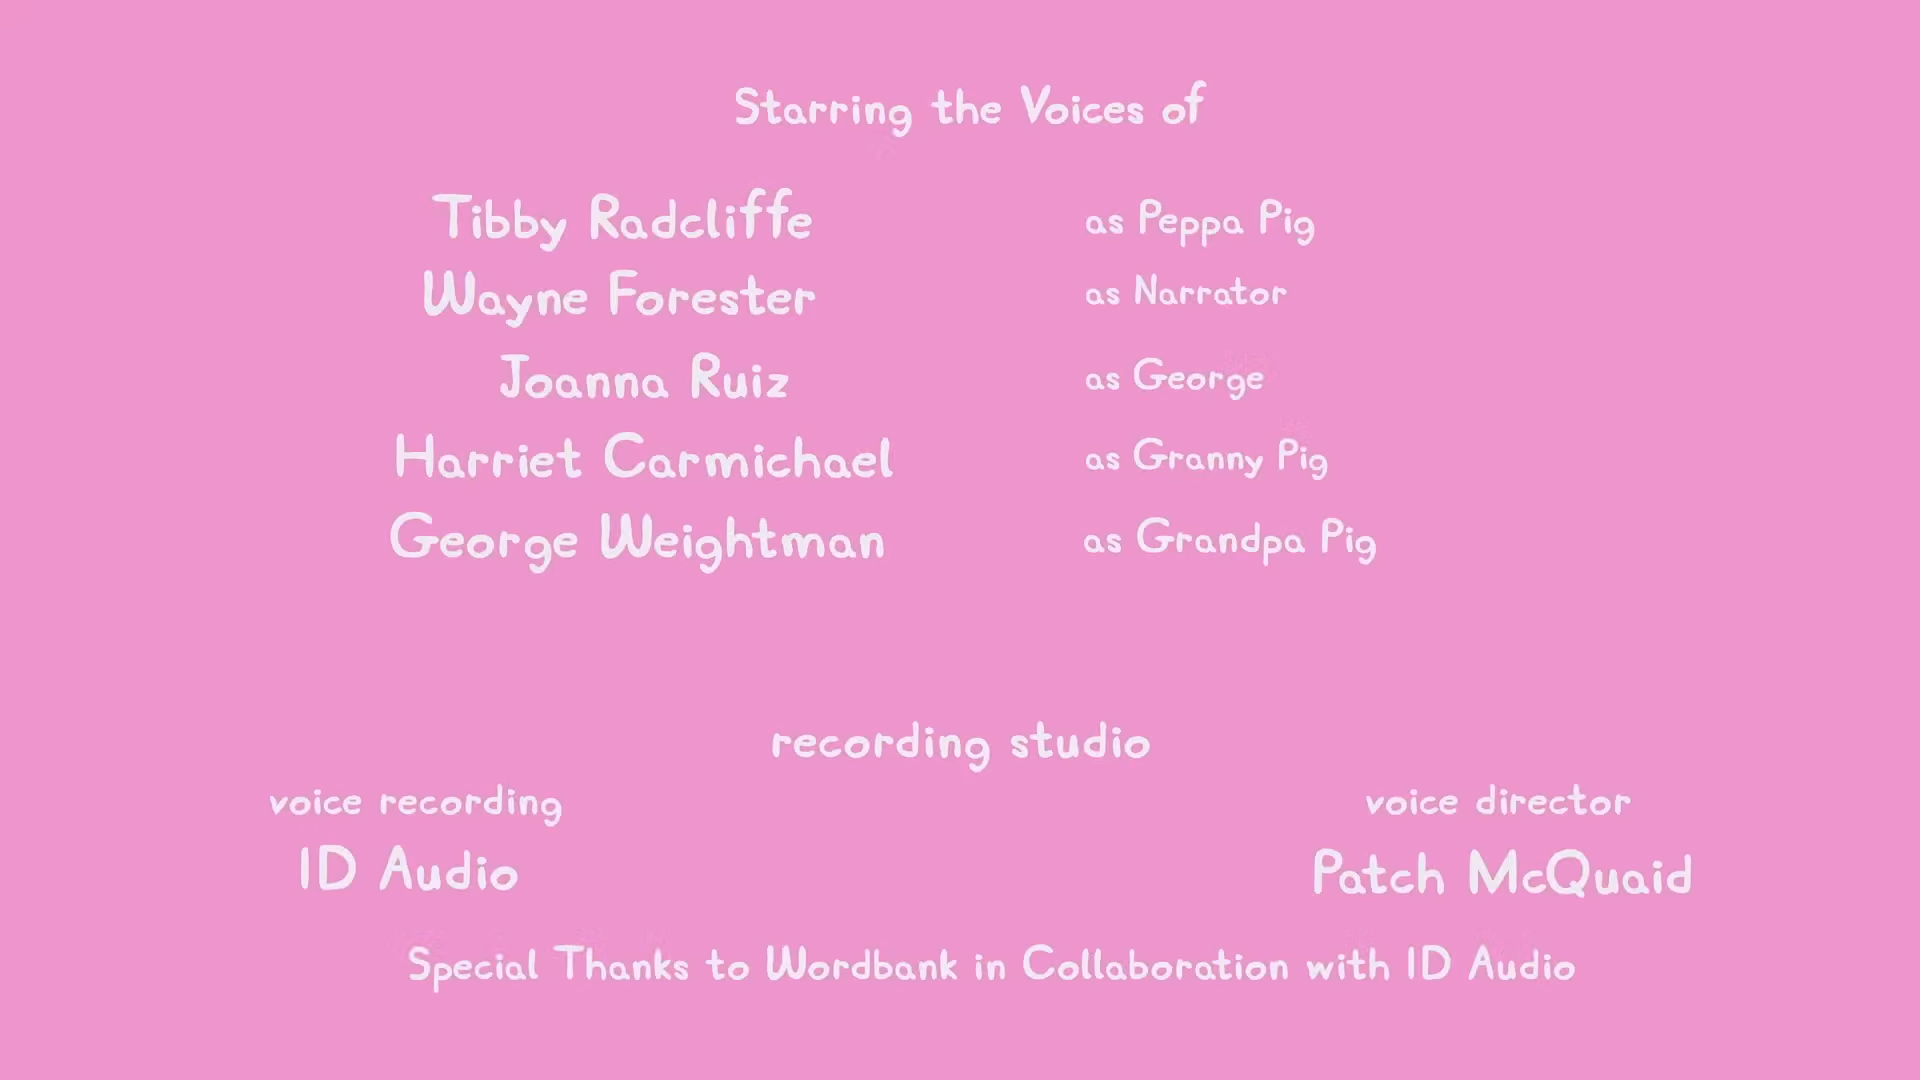 Starring the Voices of
Tibby Radcliffe as Peppa Pig
Wayne Forester as Narrator
Joanna Ruiz as George
Harriet Carmichael as Granny Pig
George Weightman as Grandpa Pig
recording studio
voice recording voice director
ID Audio Patch McQuaid
Special Thanks to Wordbank in Collaboration with ID Audio